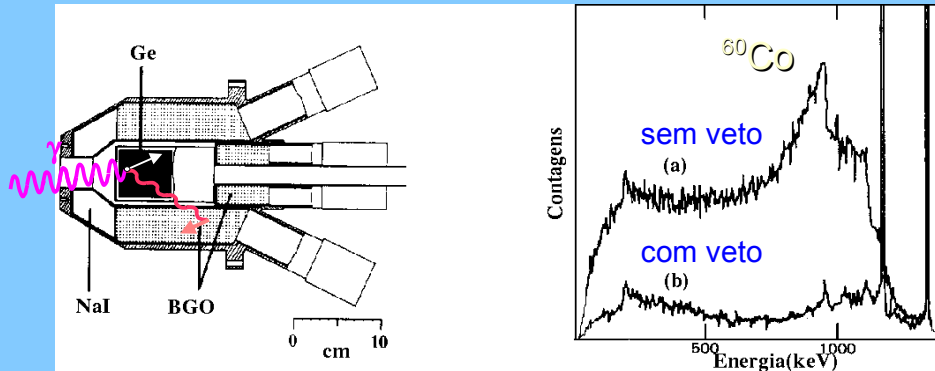 Ge
γ
NaI
BGO
0 10
cm
⁶⁰Co
sem veto
(a)
com veto
(b)
Contagens
500 1000
Energia(keV)